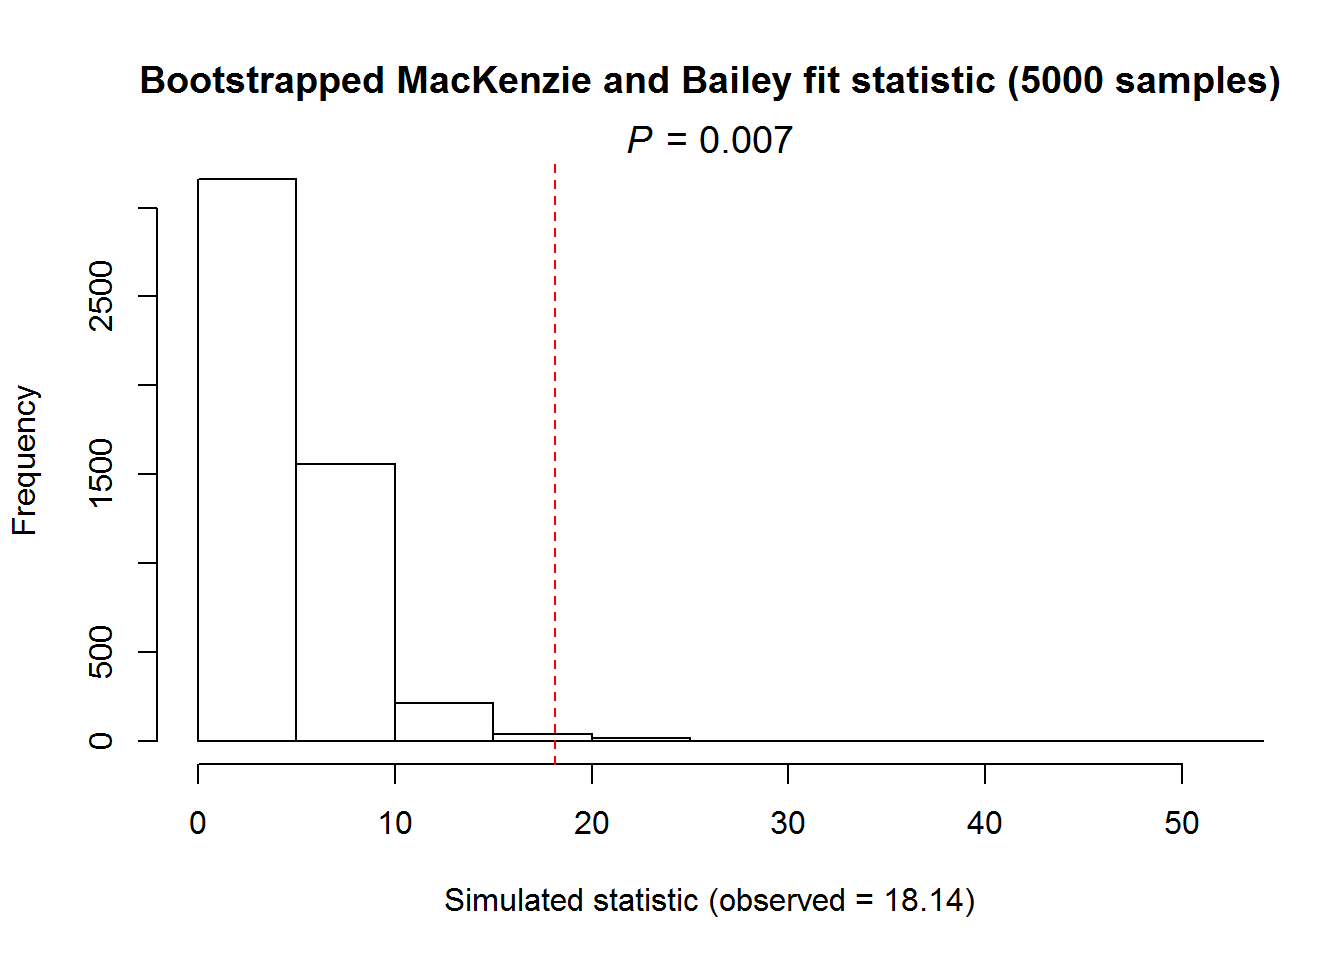 Bootstrapped MacKenzie and Bailey fit statistic (5000 samples)
P = 0.007
Frequency
2500
1500
500
0
0 10 20 30 40 50
Simulated statistic (observed = 18.14)